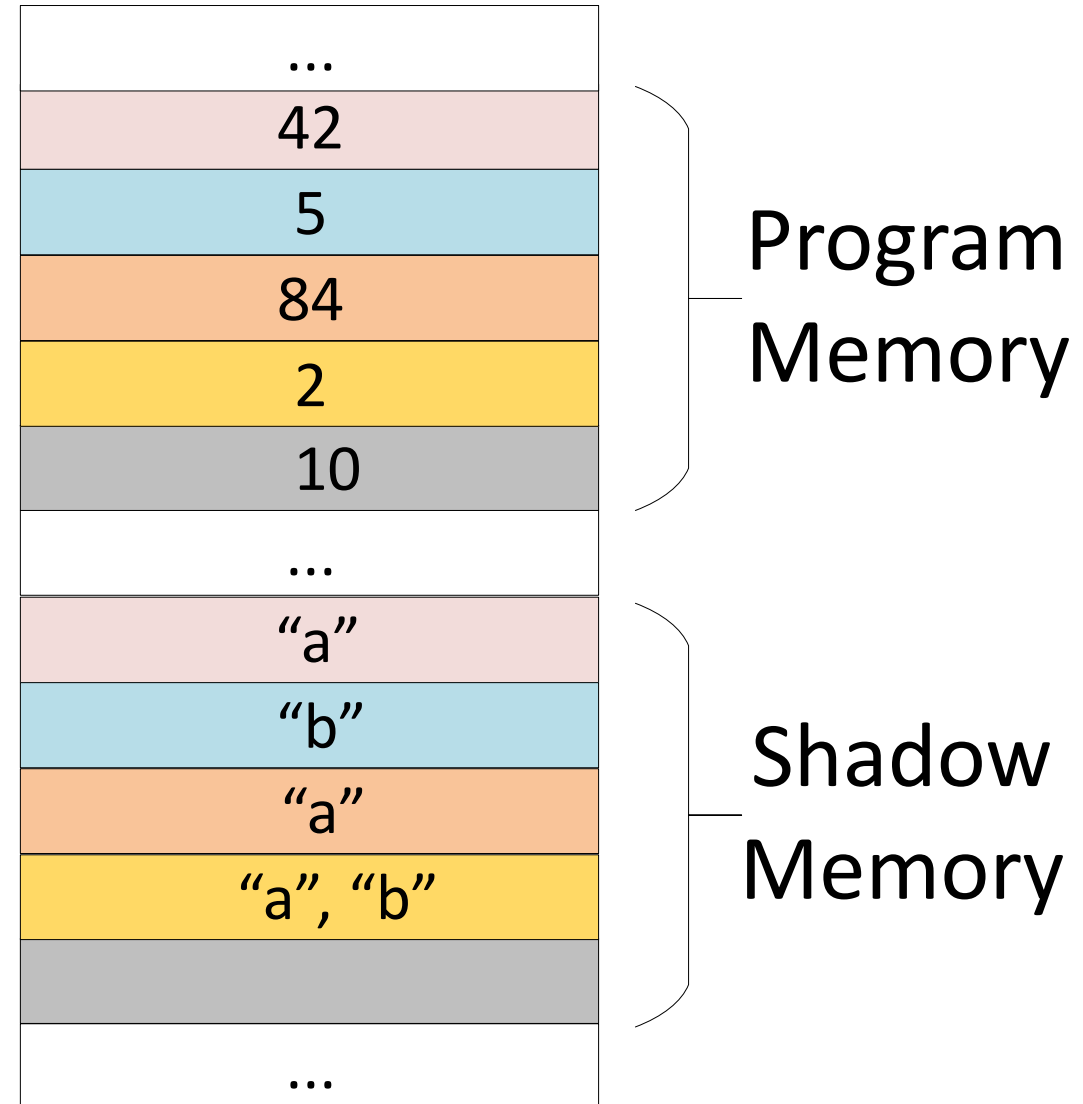 ...
42
5
84
2
10
...
“a”
“b”
“a”
“a”, “b”
...
Program
Memory
Shadow
Memory